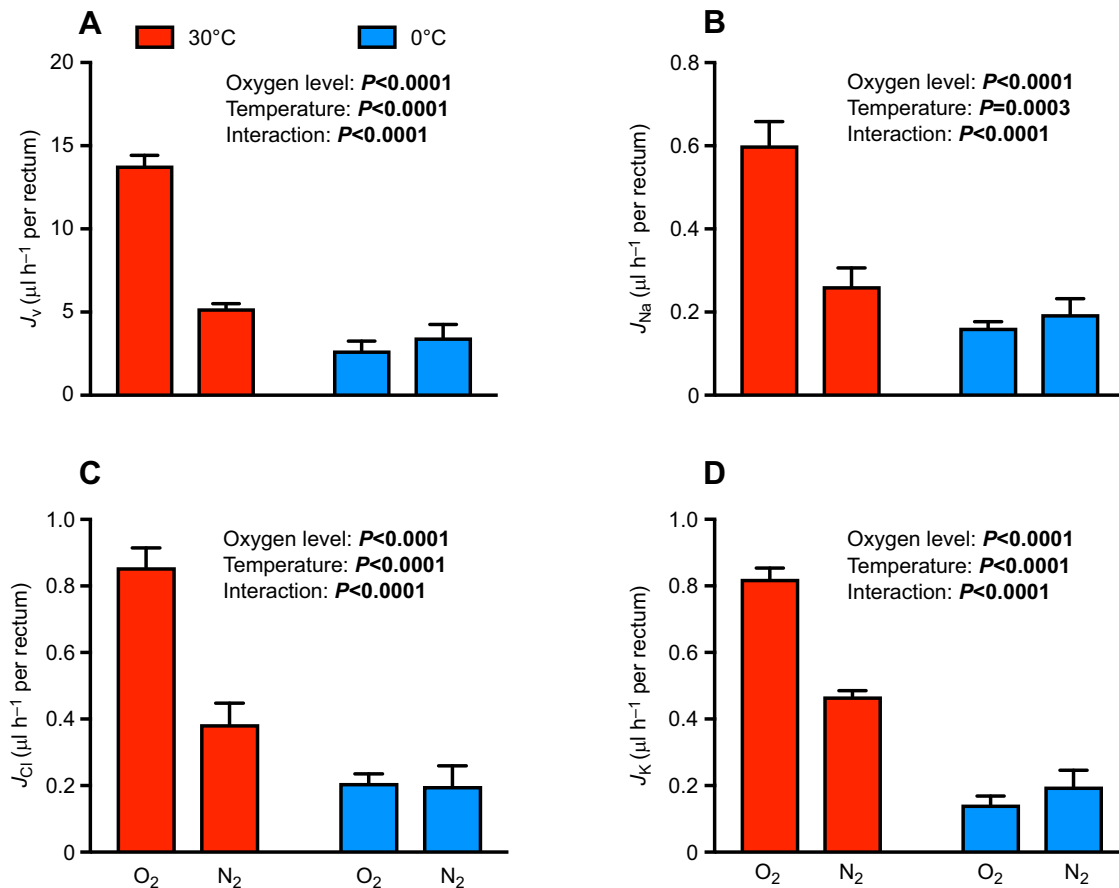 A
30°C
0°C
20
15
10
5
0
Jv (μl h–1 per rectum)
Oxygen level: P<0.0001
Temperature: P<0.0001
Interaction: P<0.0001
B
0.8
0.6
0.4
0.2
0
JNa (μl h–1 per rectum)
Oxygen level: P<0.0001
Temperature: P=0.0003
Interaction: P<0.0001
C
1.0
0.8
0.6
0.4
0.2
0
JCl (μl h–1 per rectum)
Oxygen level: P<0.0001
Temperature: P<0.0001
Interaction: P<0.0001
O2 N2 O2 N2
D
1.0
0.8
0.6
0.4
0.2
0
JK (μl h–1 per rectum)
Oxygen level: P<0.0001
Temperature: P<0.0001
Interaction: P<0.0001
O2 N2 O2 N2